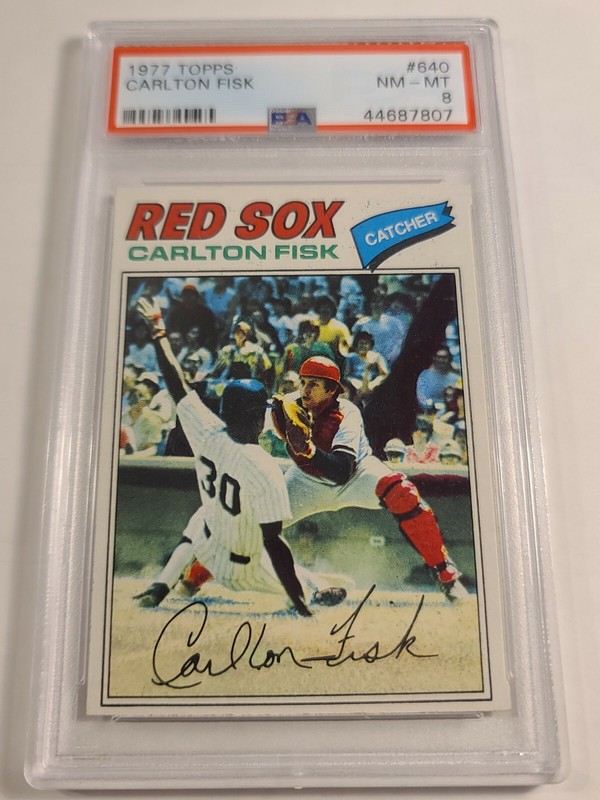 1977 TOPPS #640
CARLTON FISK NM - MT
8
PSA 44687807
RED SOX
CATCHER
CARLTON FISK
30
Carlton Fisk